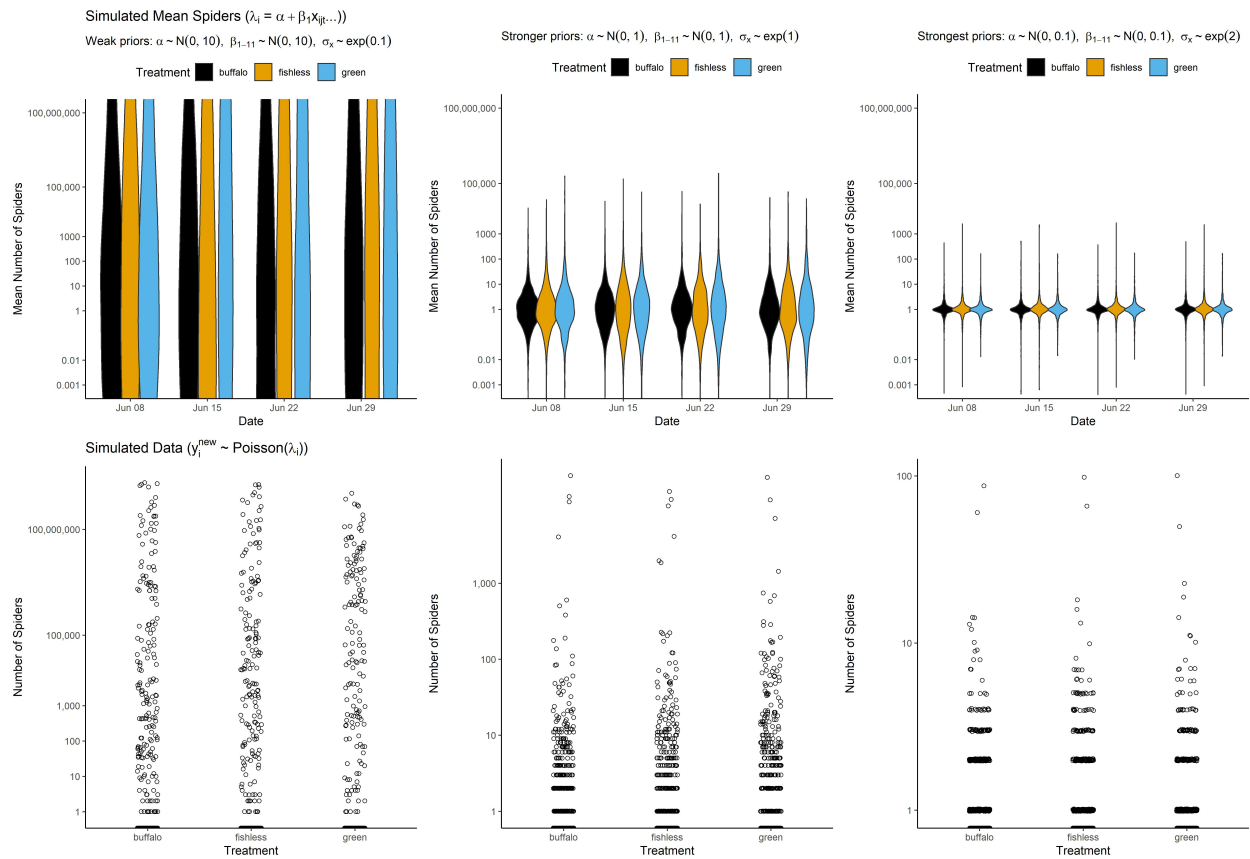 Simulated Mean Spiders (λi = α + β1xijt...))
Weak priors: α ~ N(0, 10), β1−11 ~ N(0, 10), σx ~ exp(0.1)
Treatment buffalo fishless green
100,000,000
100,000
1000
100
10
1
0.01
0.001
Mean Number of Spiders
Jun 08 Jun 15 Jun 22 Jun 29
Date
Stronger priors: α ~ N(0, 1), β1−11 ~ N(0, 1), σx ~ exp(1)
Treatment buffalo fishless green
100,000,000
100,000
1000
100
10
1
0.01
0.001
Mean Number of Spiders
Jun 08 Jun 15 Jun 22 Jun 29
Date
Strongest priors: α ~ N(0, 0.1), β1−11 ~ N(0, 0.1), σx ~ exp(2)
Treatment buffalo fishless green
100,000,000
100,000
1000
100
10
1
0.01
0.001
Mean Number of Spiders
Jun 08 Jun 15 Jun 22 Jun 29
Date
Simulated Data (yi^new ~ Poisson(λi))
100,000,000
100,000
1,000
100
10
1
Number of Spiders
buffalo fishless green
Treatment
1,000
100
10
1
Number of Spiders
buffalo fishless green
Treatment
100
10
1
Number of Spiders
buffalo fishless green
Treatment